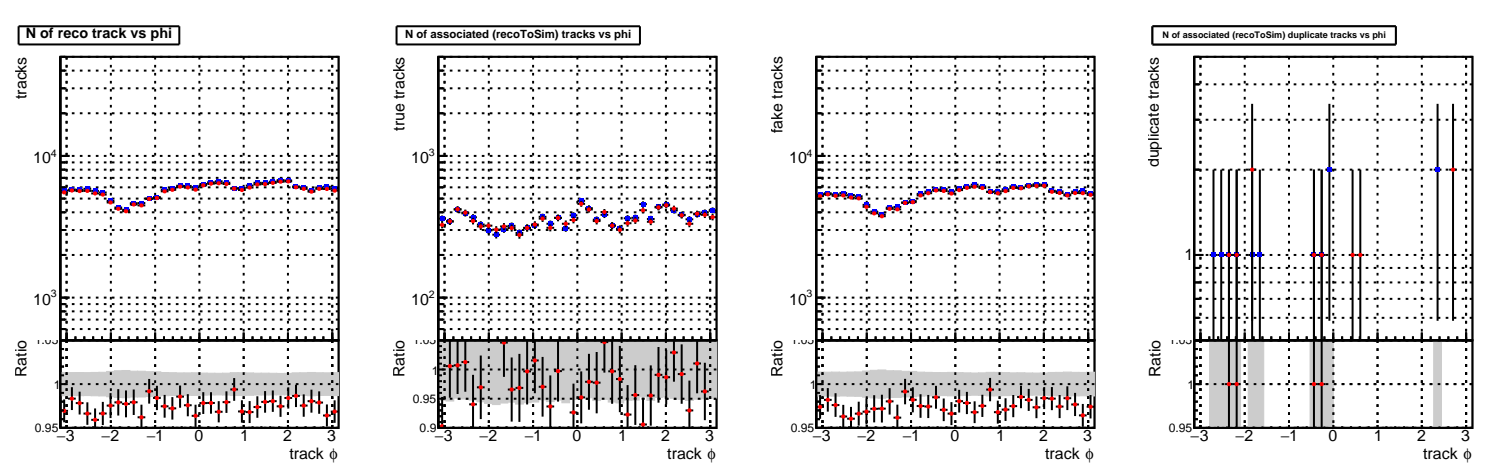 N of reco track vs phi
tracks
10⁴
10³
Ratio
1.05
1
0.95
−3 −2 −1 0 1 2 3
track ϕ
N of associated (recoToSim) tracks vs phi
true tracks
10³
10²
Ratio
1
0.95
0.9
−3 −2 −1 0 1 2 3
track ϕ
fake tracks
10⁴
10³
Ratio
1.05
1
0.95
−3 −2 −1 0 1 2 3
track ϕ
N of associated (recoToSim) duplicate tracks vs phi
duplicate tracks
1
Ratio
1.05
1
0.95
−3 −2 −1 0 1 2 3
track ϕ